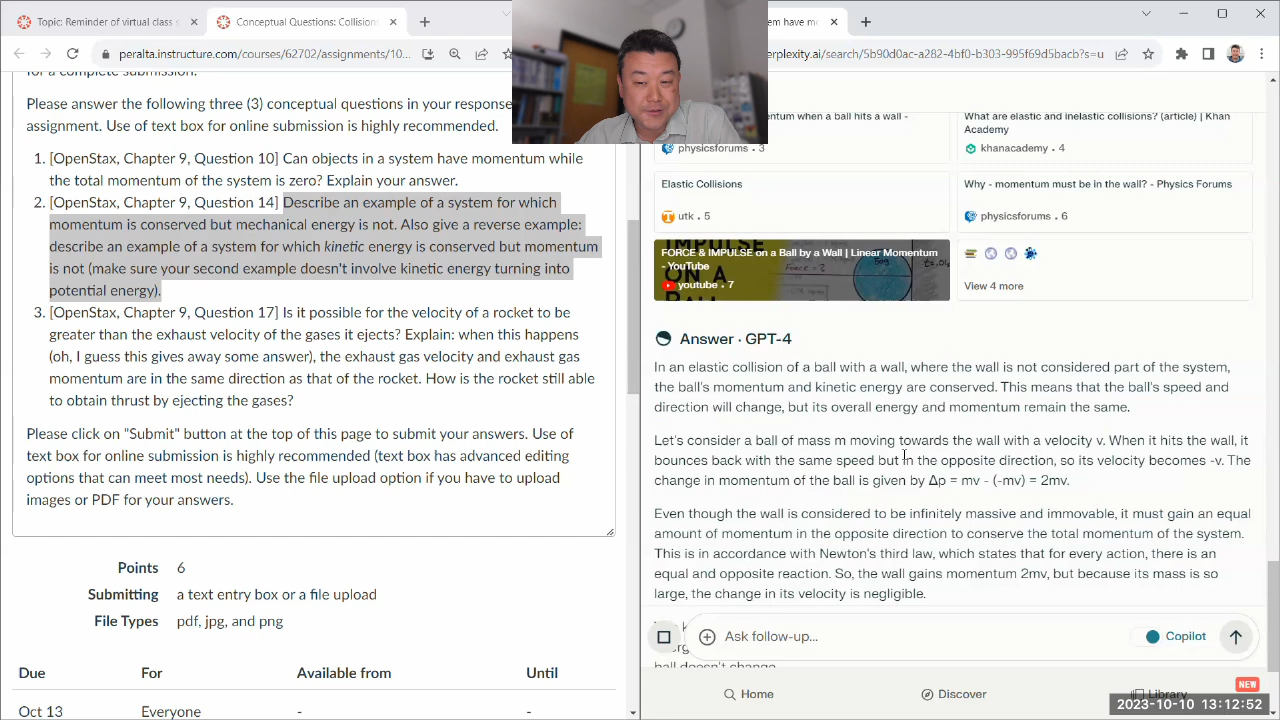 Topic: Reminder of virtual class s
Conceptual Questions: Collisions
em have mo
peralta.instructure.com/courses/62702/assignments/10...
erplexity.ai/search/5b90d0ac-a282-4bf0-b303-995f69d5bacb?s=u
for a complete submission.
Please answer the following three (3) conceptual questions in your response
assignment. Use of text box for online submission is highly recommended.
1. [OpenStax, Chapter 9, Question 10] Can objects in a system have momentum while
the total momentum of the system is zero? Explain your answer.
2. [OpenStax, Chapter 9, Question 14] Describe an example of a system for which
momentum is conserved but mechanical energy is not. Also give a reverse example:
describe an example of a system for which kinetic energy is conserved but momentum
is not (make sure your second example doesn't involve kinetic energy turning into
potential energy).
3. [OpenStax, Chapter 9, Question 17] Is it possible for the velocity of a rocket to be
greater than the exhaust velocity of the gases it ejects? Explain: when this happens
(oh, I guess this gives away some answer), the exhaust gas velocity and exhaust gas
momentum are in the same direction as that of the rocket. How is the rocket still able
to obtain thrust by ejecting the gases?
Please click on "Submit" button at the top of this page to submit your answers. Use of
text box for online submission is highly recommended (text box has advanced editing
options that can meet most needs). Use the file upload option if you have to upload
images or PDF for your answers.
Points 6
Submitting a text entry box or a file upload
File Types pdf, jpg, and png
Due For Available from Until
Oct 13 Everyone - -
entum when a ball hits a wall -
physicsforums • 3
What are elastic and inelastic collisions? (article) | Khan
Academy
khanacademy • 4
Elastic Collisions
utk • 5
Why - momentum must be in the wall? - Physics Forums
physicsforums • 6
FORCE & IMPULSE on a Ball by a Wall | Linear Momentum
- YouTube
youtube • 7
View 4 more
Answer · GPT-4
In an elastic collision of a ball with a wall, where the wall is not considered part of the system,
the ball's momentum and kinetic energy are conserved. This means that the ball's speed and
direction will change, but its overall energy and momentum remain the same.
Let's consider a ball of mass m moving towards the wall with a velocity v. When it hits the wall, it
bounces back with the same speed but in the opposite direction, so its velocity becomes -v. The
change in momentum of the ball is given by Δp = mv - (-mv) = 2mv.
Even though the wall is considered to be infinitely massive and immovable, it must gain an equal
amount of momentum in the opposite direction to conserve the total momentum of the system.
This is in accordance with Newton's third law, which states that for every action, there is an
equal and opposite reaction. So, the wall gains momentum 2mv, but because its mass is so
large, the change in its velocity is negligible.
Ask follow-up...
Copilot
ball doesn't change.
Home
Discover
Library
NEW
2023-10-10 13:12:52